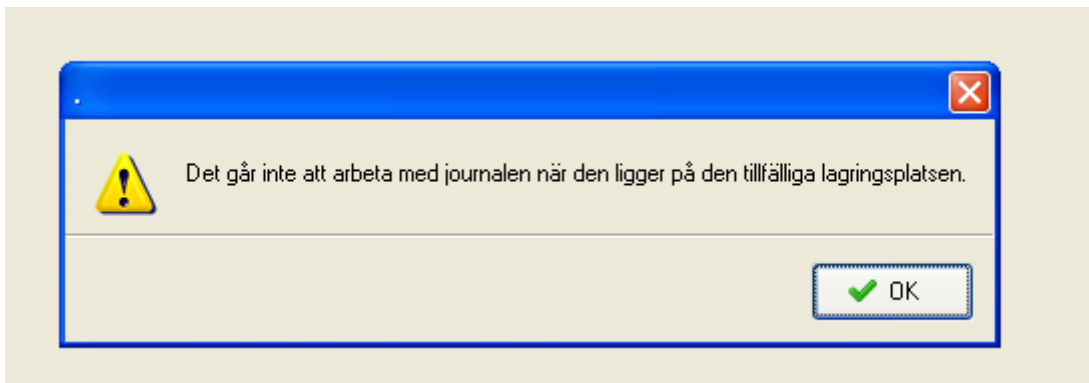 .
Det går inte att arbeta med journalen när den ligger på den tillfälliga lagringsplatsen.
OK